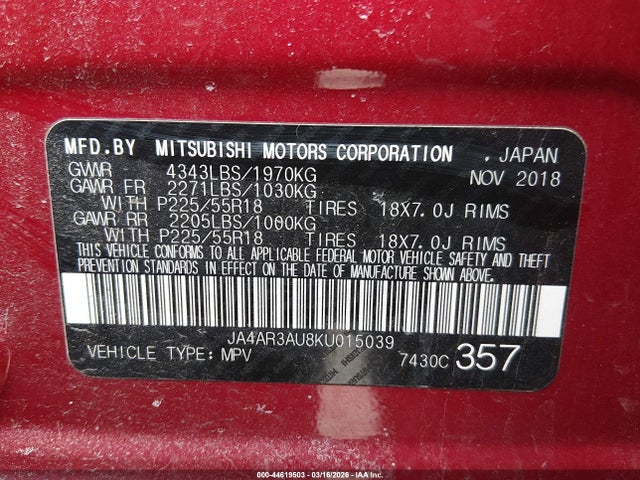 MFD. BY MITSUBISHI MOTORS CORPORATION . JAPAN
GVWR 4343LBS/1970KG NOV 2018
GAWR FR 2271LBS/1030KG
WITH P225/55R18 TIRES 18X7.0J RIMS
GAWR RR 2205LBS/1000KG
WITH P225/55R18 TIRES 18X7.0J RIMS
THIS VEHICLE CONFORMS TO ALL APPLICABLE FEDERAL MOTOR VEHICLE SAFETY AND THEFT
PREVENTION STANDARDS IN EFFECT ON THE DATE OF MANUFACTURE SHOWN ABOVE.
JA4AR3AU8KU015039
VEHICLE TYPE: MPV 7430C 357
000-44619503 | 03/16/2026 | IAA Inc.